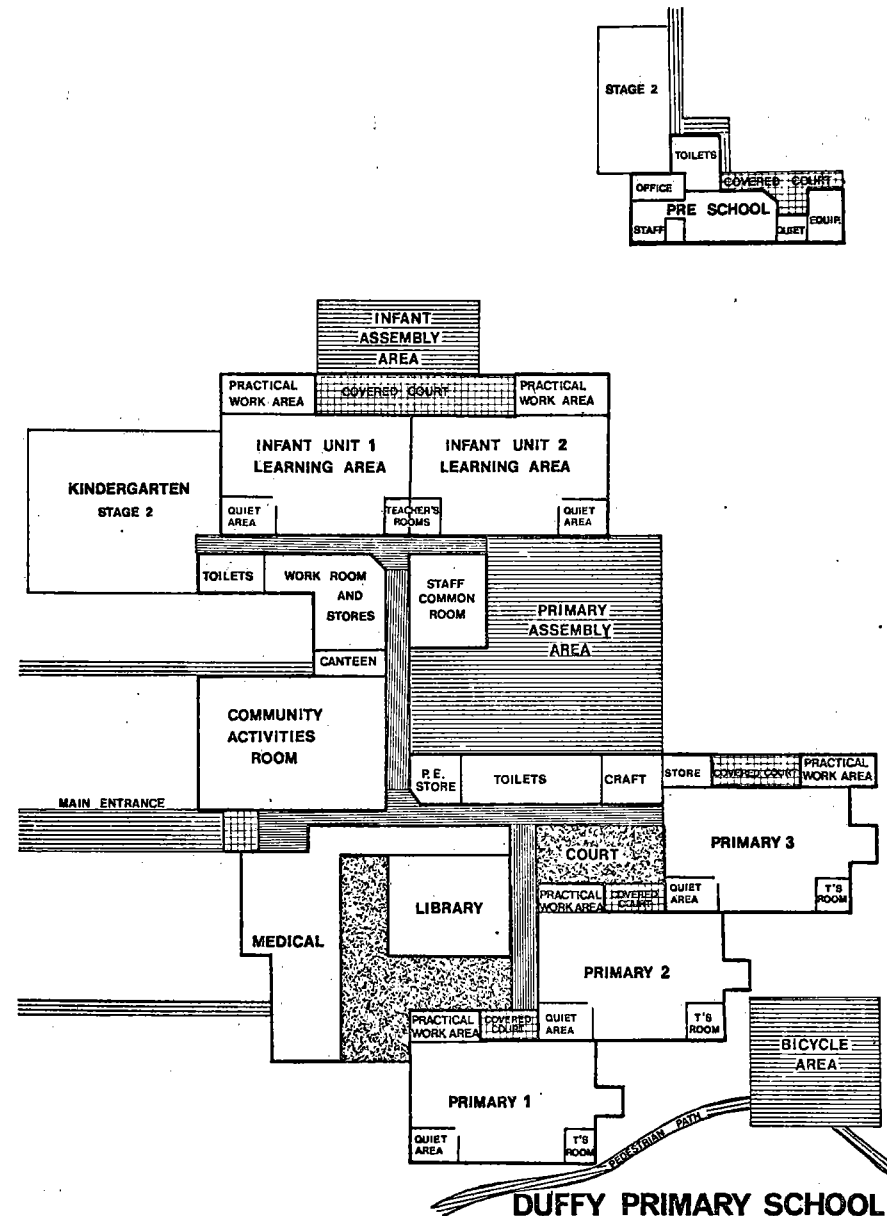 STAGE 2
TOILETS
OFFICE
COVERED COURT
PRE SCHOOL
STAFF
QUIET
EQUIP.
INFANT
ASSEMBLY
AREA
PRACTICAL
WORK AREA
COVERED COURT
PRACTICAL
WORK AREA
INFANT UNIT 1
LEARNING AREA
INFANT UNIT 2
LEARNING AREA
KINDERGARTEN
STAGE 2
QUIET
AREA
TEACHER'S
ROOMS
QUIET
AREA
TOILETS
WORK ROOM
AND
STORES
STAFF
COMMON
ROOM
PRIMARY
ASSEMBLY
AREA
CANTEEN
COMMUNITY
ACTIVITIES
ROOM
P.E.
STORE
TOILETS
CRAFT
STORE
COVERED COURT
PRACTICAL
WORK AREA
MAIN ENTRANCE
COURT
PRIMARY 3
QUIET
AREA
T'S
ROOM
PRACTICAL
WORK AREA
COVERED
COURT
LIBRARY
MEDICAL
PRIMARY 2
QUIET
AREA
T'S
ROOM
PRACTICAL
WORK AREA
COVERED
COURT
BICYCLE
AREA
PRIMARY 1
QUIET
AREA
T'S
ROOM
PEDESTRIAN PATH
DUFFY PRIMARY SCHOOL